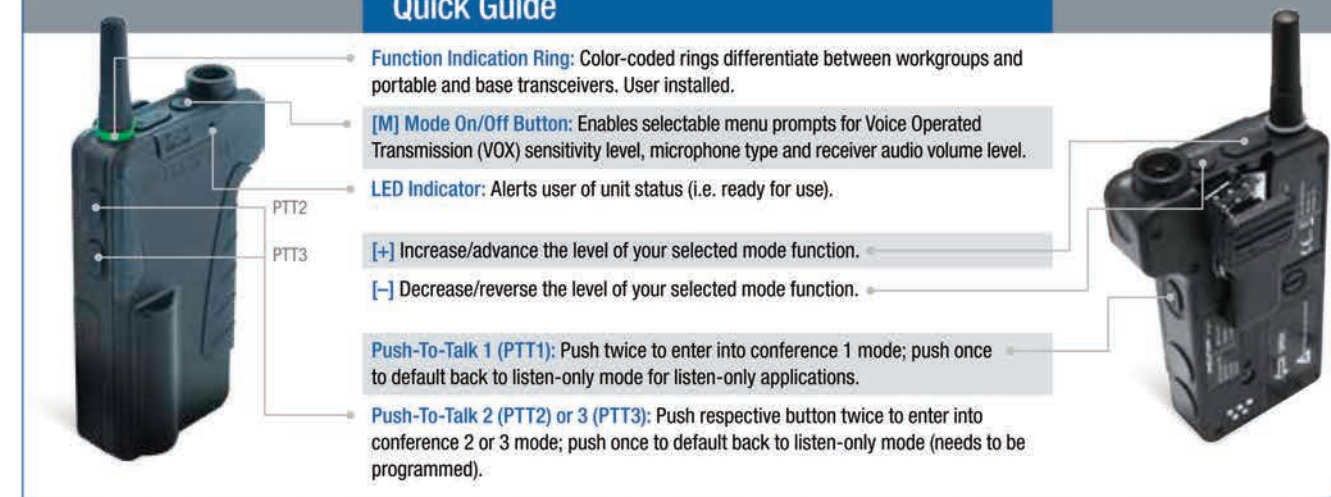 Quick Guide
Function Indication Ring: Color-coded rings differentiate between workgroups and
portable and base transceivers. User installed.
[M] Mode On/Off Button: Enables selectable menu prompts for Voice Operated
Transmission (VOX) sensitivity level, microphone type and receiver audio volume level.
LED Indicator: Alerts user of unit status (i.e. ready for use).
PTT2
PTT3
[+] Increase/advance the level of your selected mode function.
[–] Decrease/reverse the level of your selected mode function.
Push-To-Talk 1 (PTT1): Push twice to enter into conference 1 mode; push once
to default back to listen-only mode for listen-only applications.
Push-To-Talk 2 (PTT2) or 3 (PTT3): Push respective button twice to enter into
conference 2 or 3 mode; push once to default back to listen-only mode (needs to be
programmed).